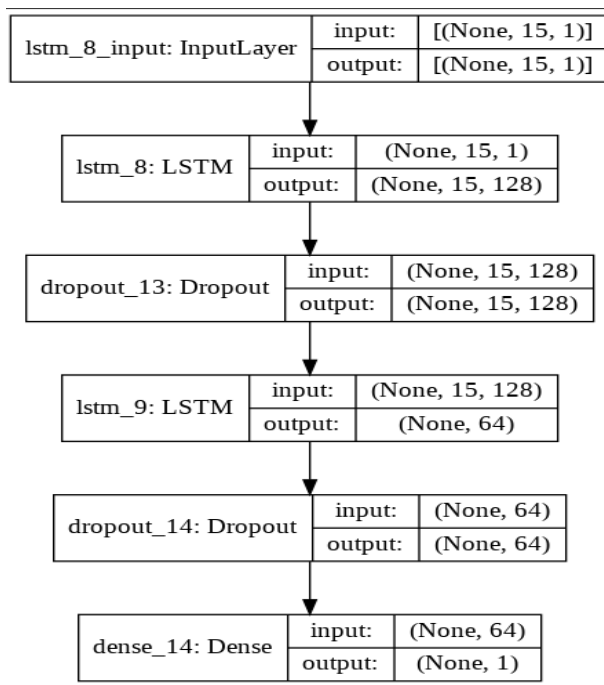 lstm_8_input: InputLayer
input: [(None, 15, 1)]
output: [(None, 15, 1)]
lstm_8: LSTM
input: (None, 15, 1)
output: (None, 15, 128)
dropout_13: Dropout
input: (None, 15, 128)
output: (None, 15, 128)
lstm_9: LSTM
input: (None, 15, 128)
output: (None, 64)
dropout_14: Dropout
input: (None, 64)
output: (None, 64)
dense_14: Dense
input: (None, 64)
output: (None, 1)